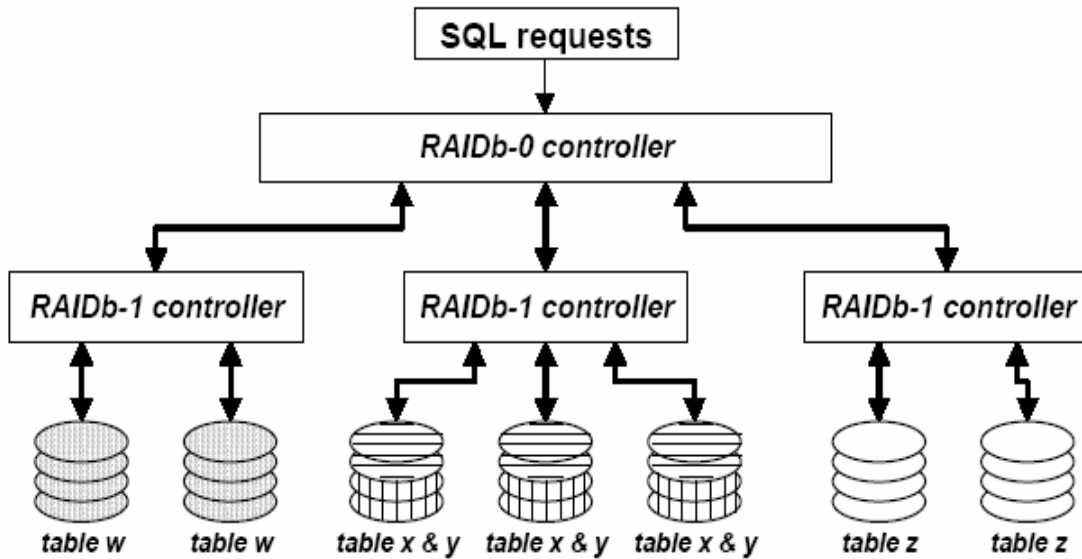 SQL requests
RAIDb-0 controller
RAIDb-1 controller
RAIDb-1 controller
RAIDb-1 controller
table w
table w
table x & y
table x & y
table x & y
table z
table z